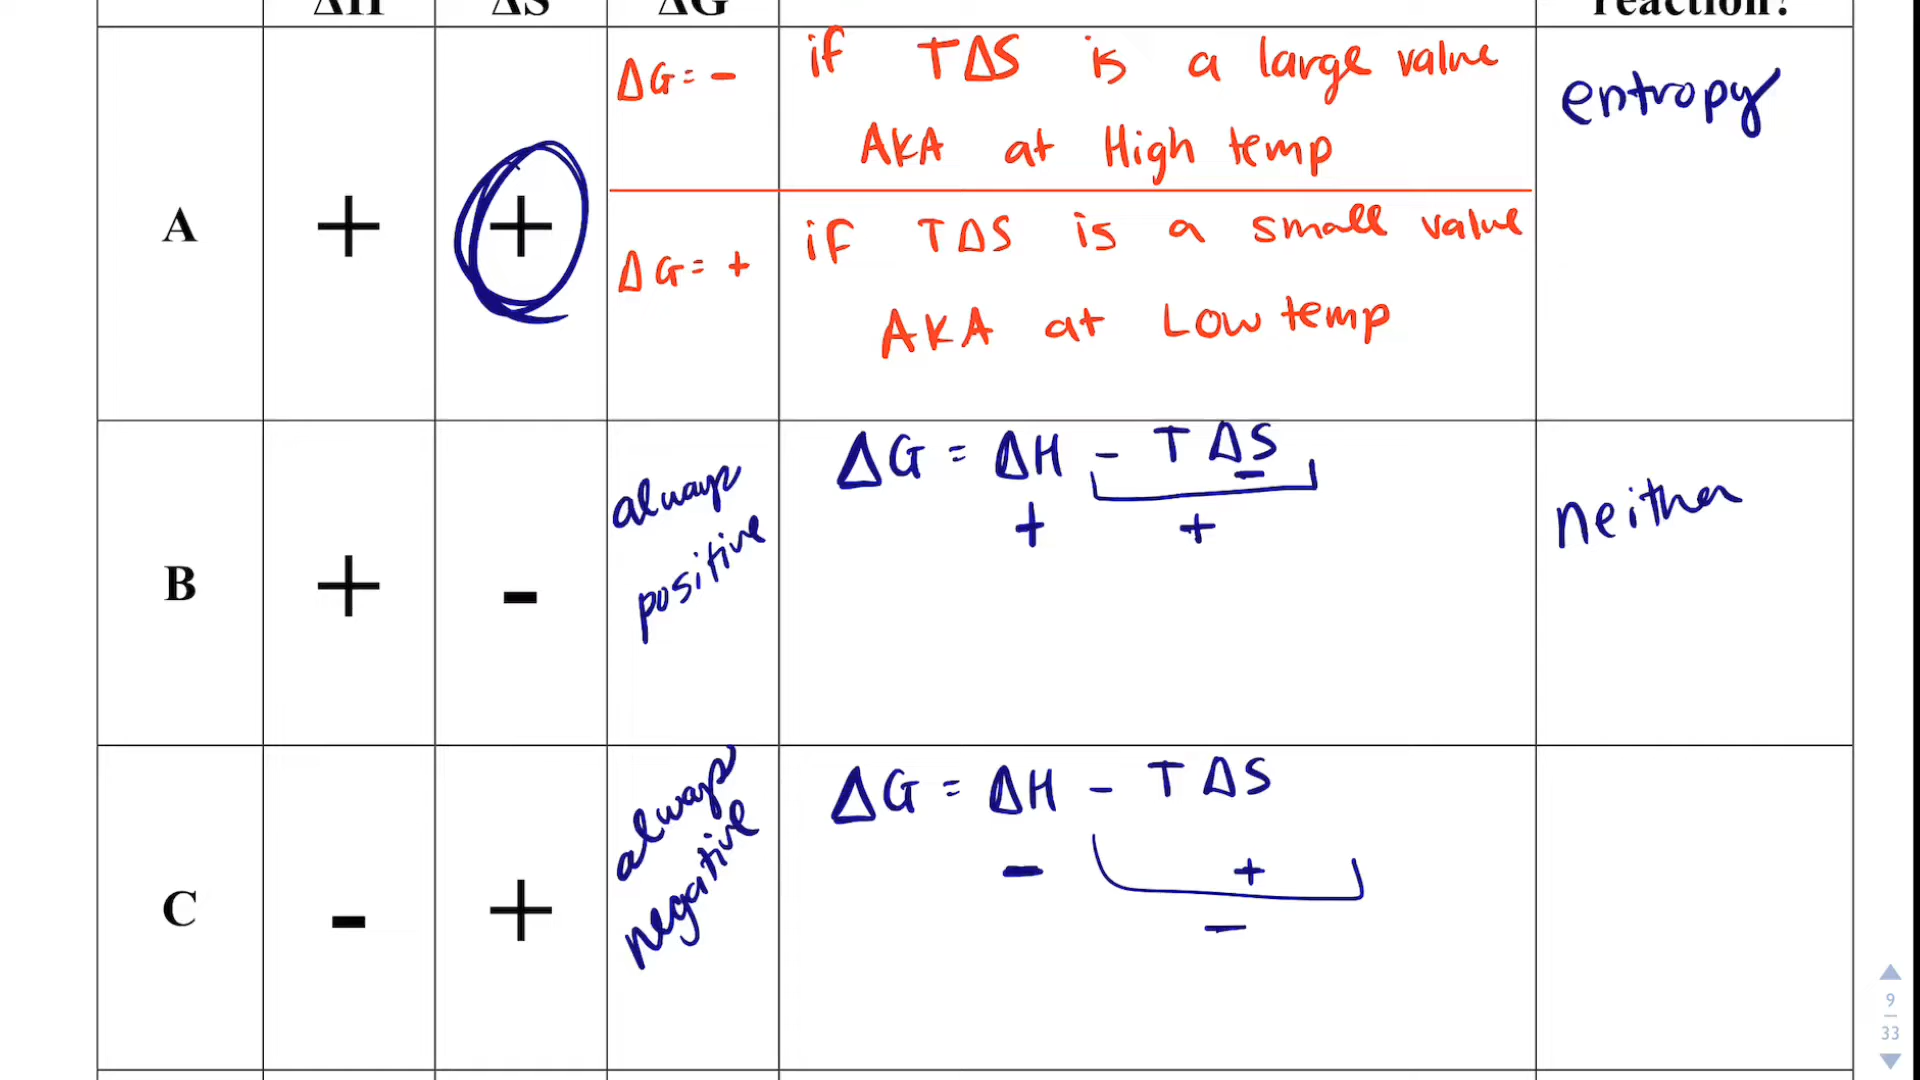 ΔH ΔS ΔG reaction?
A + + ΔG = - if TΔS is a large value entropy
AKA at High temp
ΔG = + if TΔS is a small value
AKA at Low temp
B + - always positive ΔG = ΔH - TΔS neither
-
+ +
C - + always negative ΔG = ΔH - TΔS
- +
-
9
33